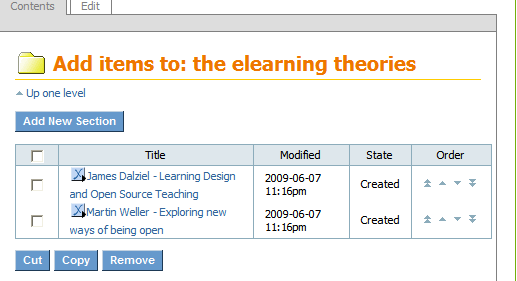 Contents Edit
Add items to: the elearning theories
Up one level
Add New Section
Title Modified State Order
James Dalziel - Learning Design
and Open Source Teaching
2009-06-07
11:16pm
Created
Martin Weller - Exploring new
ways of being open
2009-06-07
11:16pm
Created
Cut Copy Remove